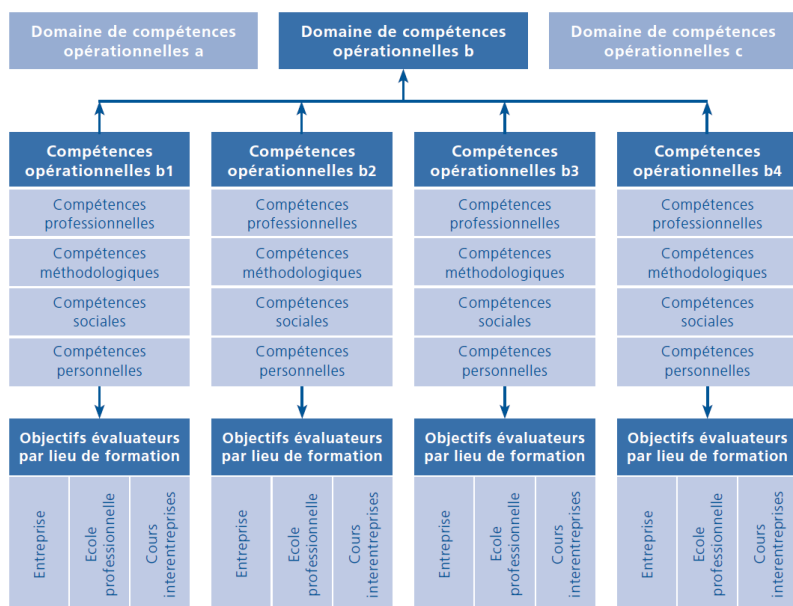 Domaine de compétences
opérationnelles a
Domaine de compétences
opérationnelles b
Domaine de compétences
opérationnelles c
Compétences
opérationnelles b1
Compétences
opérationnelles b2
Compétences
opérationnelles b3
Compétences
opérationnelles b4
Compétences
professionnelles
Compétences
professionnelles
Compétences
professionnelles
Compétences
professionnelles
Compétences
méthodologiques
Compétences
méthodologiques
Compétences
méthodologiques
Compétences
méthodologiques
Compétences
sociales
Compétences
sociales
Compétences
sociales
Compétences
sociales
Compétences
personnelles
Compétences
personnelles
Compétences
personnelles
Compétences
personnelles
Objectifs évaluateurs
par lieu de formation
Objectifs évaluateurs
par lieu de formation
Objectifs évaluateurs
par lieu de formation
Objectifs évaluateurs
par lieu de formation
Entreprise
Ecole
professionnelle
Cours
interentreprises
Entreprise
Ecole
professionnelle
Cours
interentreprises
Entreprise
Ecole
professionnelle
Cours
interentreprises
Entreprise
Ecole
professionnelle
Cours
interentreprises